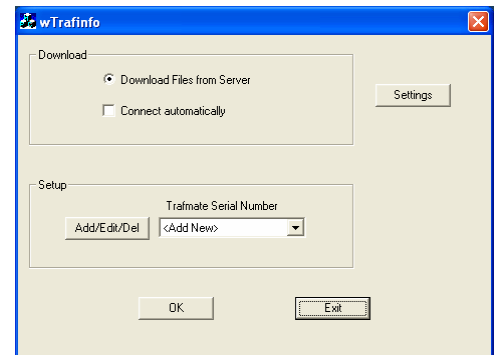 wTrafinfo
Download
Download Files from Server
Connect automatically
Settings
Setup
Trafmate Serial Number
Add/Edit/Del
<Add New>
OK
Exit